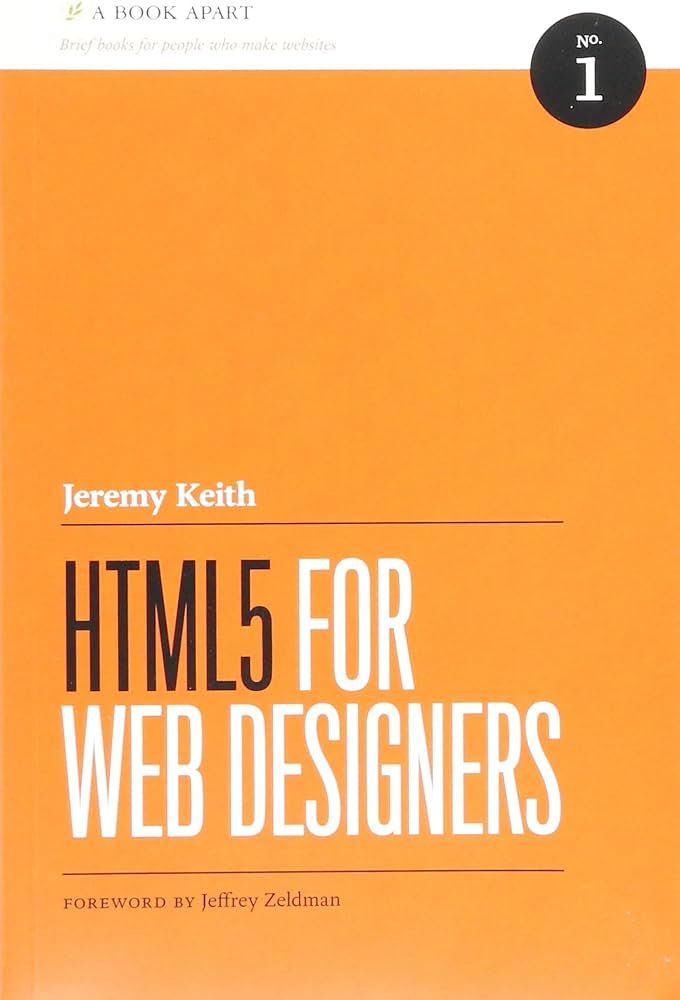 A BOOK APART
Brief books for people who make websites
No.
1
Jeremy Keith
HTML5 FOR
WEB DESIGNERS
FOREWORD BY Jeffrey Zeldman